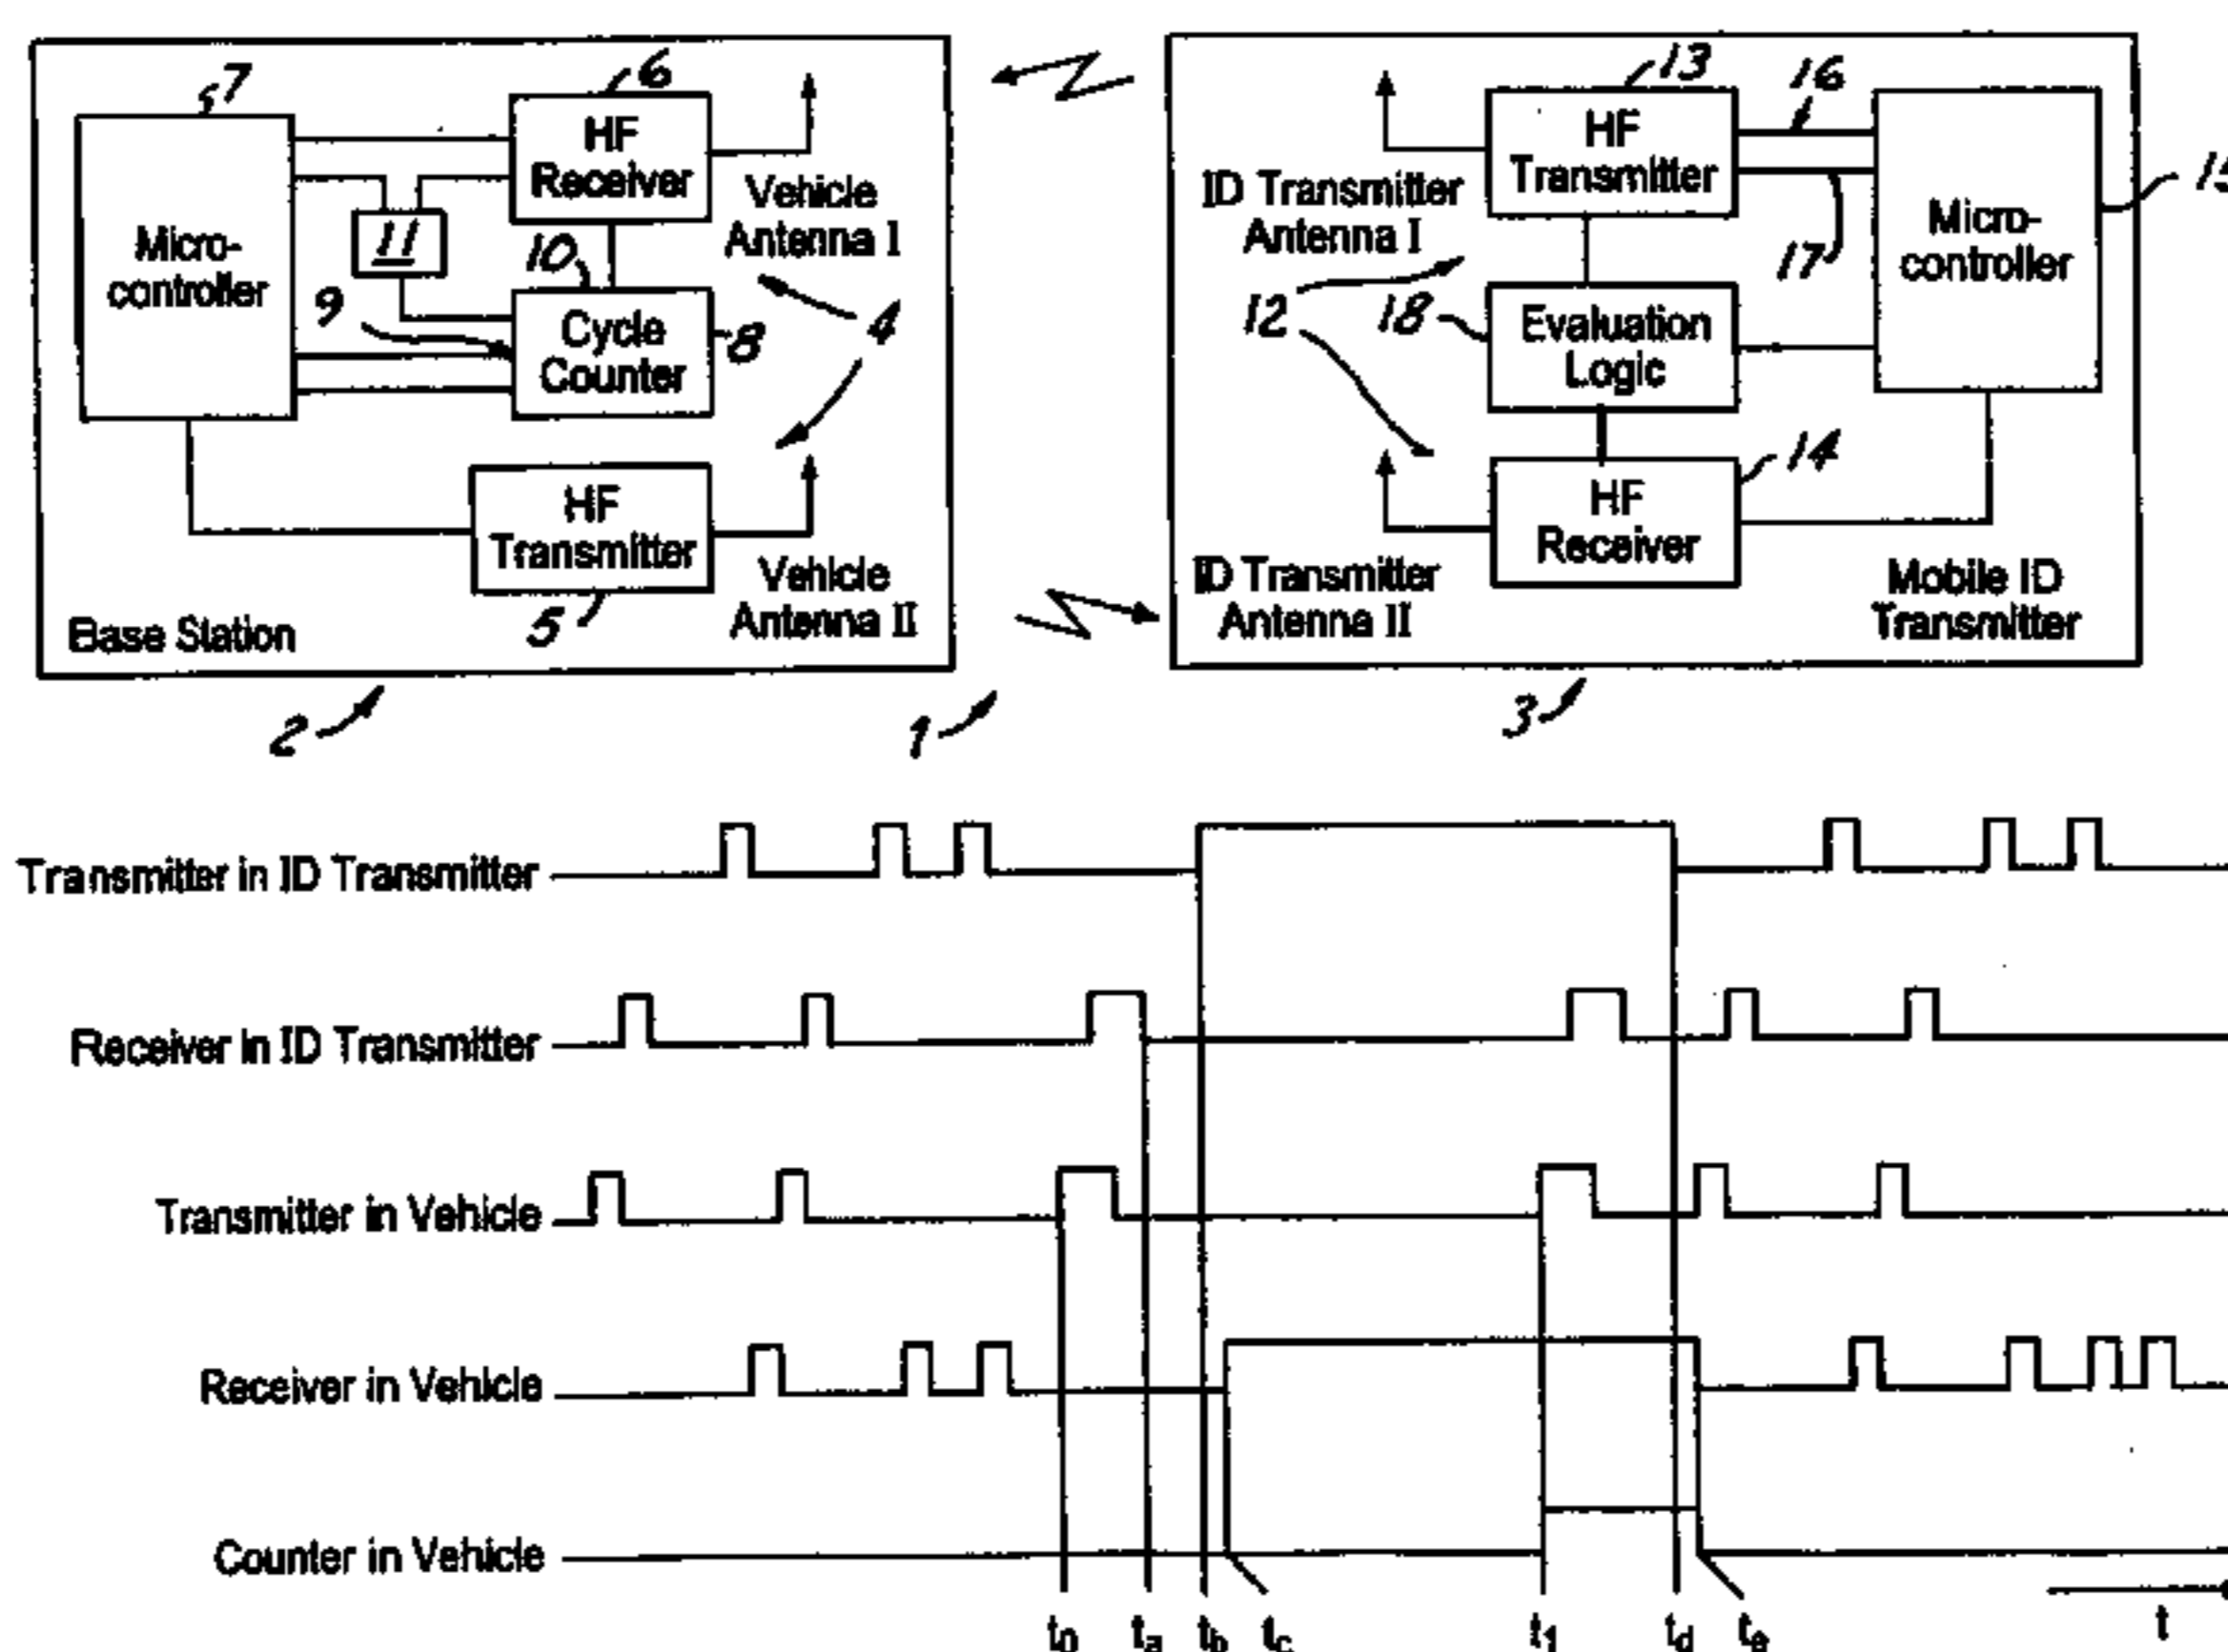 7
6
13
16
HF
Receiver
HF
Transmitter
Micro-
controller
11
Vehicle
Antenna I
ID Transmitter
Antenna I
Micro-
controller
17
10
9
Cycle
Counter
8
4
12
18
Evaluation
Logic
14
HF
Transmitter
HF
Receiver
Vehicle
Antenna II
ID Transmitter
Antenna II
Mobile ID
Transmitter
Base Station
5
2
1
3
Transmitter in ID Transmitter
Receiver in ID Transmitter
Transmitter in Vehicle
Receiver in Vehicle
Counter in Vehicle
t0 ta tb tc t1 td te t